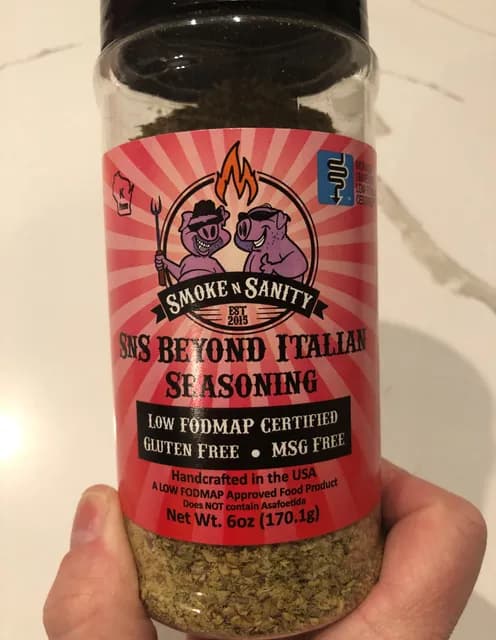 K
SMOKE N SANITY
EST
2015
SNS BEYOND ITALIAN
SEASONING
LOW FODMAP CERTIFIED
GLUTEN FREE • MSG FREE
Handcrafted in the USA
A LOW FODMAP Approved Food Product
Does NOT contain Asafoetida
Net Wt. 6oz (170.1g)